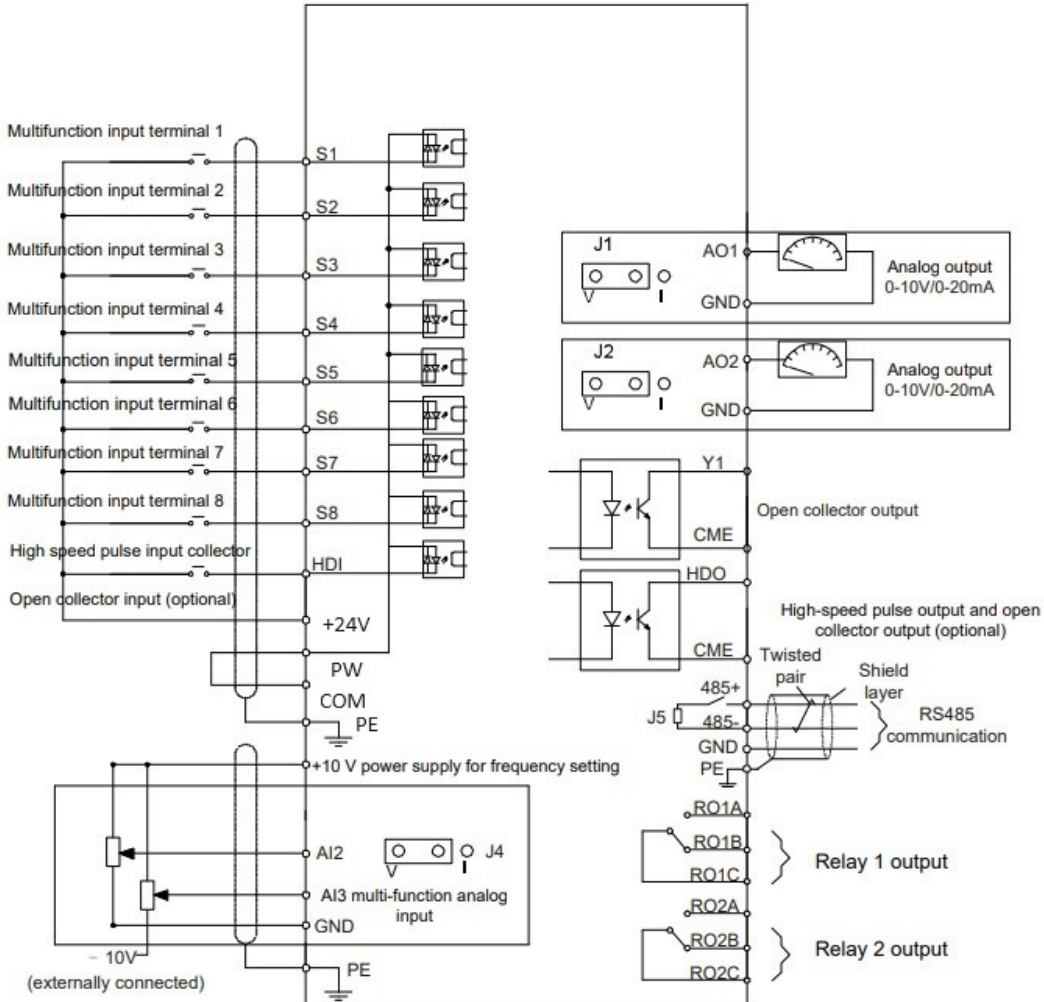 Multifunction input terminal 1
S1
Multifunction input terminal 2
S2
Multifunction input terminal 3
S3
Multifunction input terminal 4
S4
Multifunction input terminal 5
S5
Multifunction input terminal 6
S6
Multifunction input terminal 7
S7
Multifunction input terminal 8
S8
High speed pulse input collector
HDI
Open collector input (optional)
+24V
PW
COM
PE
+10 V power supply for frequency setting
AI2
V
I
J4
AI3 multi-function analog
input
GND
- 10V
(externally connected)
PE
J1
V
I
AO1
GND
Analog output
0-10V/0-20mA
J2
V
I
AO2
GND
Analog output
0-10V/0-20mA
Y1
CME
Open collector output
HDO
CME
High-speed pulse output and open
collector output (optional)
Twisted
pair
Shield
layer
485+
J5
485-
GND
PE
RS485
communication
RO1A
RO1B
RO1C
Relay 1 output
RO2A
RO2B
RO2C
Relay 2 output